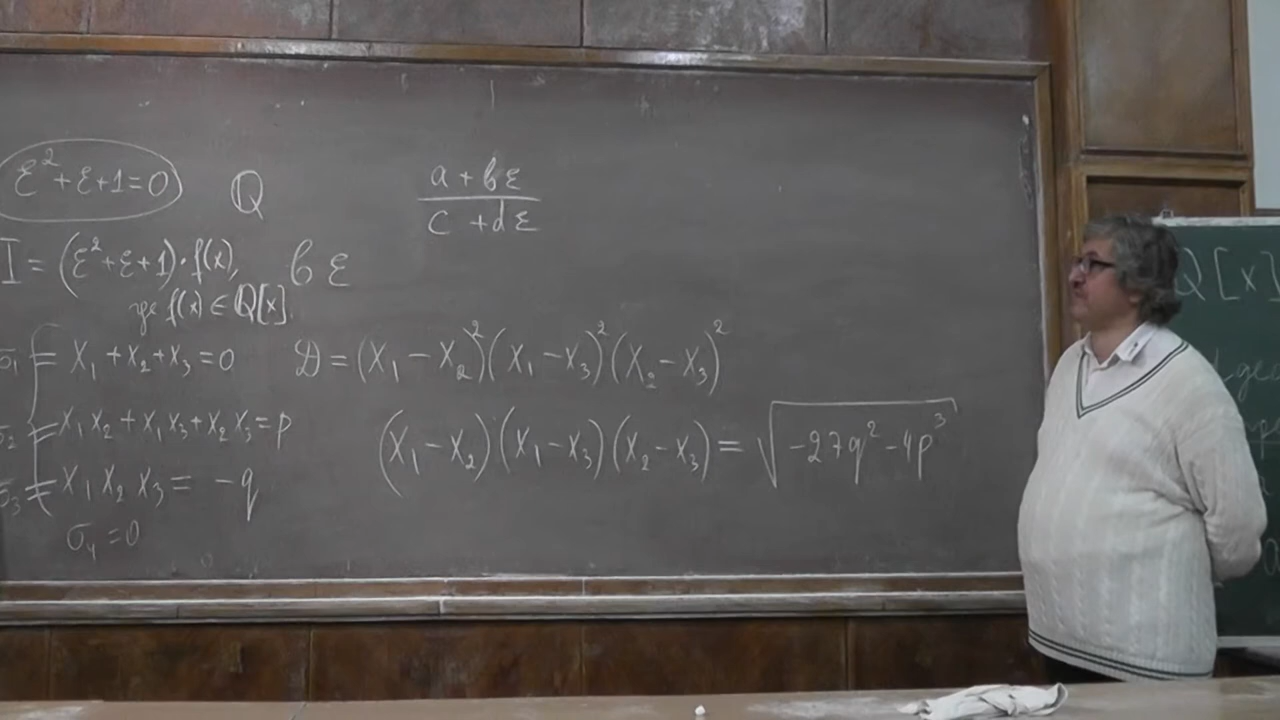 ε² + ε + 1 = 0 Q
a + bε
c + dε
I = (ε² + ε + 1) · f(x), b ε
где f(x) ∈ Q[x].
σ₁ = x₁ + x₂ + x₃ = 0 D = (x₁ − x₂)² (x₁ − x₃)² (x₂ − x₃)²
σ₂ = x₁x₂ + x₁x₃ + x₂x₃ = p
(x₁ − x₂)(x₁ − x₃)(x₂ − x₃) = √(−27q² − 4p³)
σ₃ = x₁x₂x₃ = −q
σ₄ = 0
Q[x]